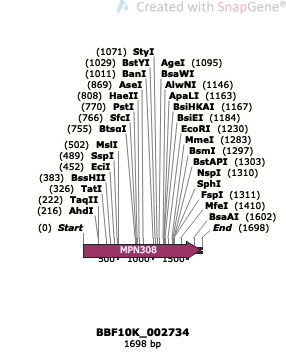 Created with SnapGene®
(1071) StyI
(1029) BstYI AgeI (1095)
(1011) BanI BsaWI
(869) AseI AlwNI (1146)
(808) HaeII ApaLI (1163)
(770) PstI BsiHKAI (1167)
(766) SfcI BsiEI (1184)
(755) BtsαI EcoRI (1230)
MmeI (1283)
(502) MslI BsmI (1297)
(489) SspI BstAPI (1303)
(452) EciI NspI (1310)
(383) BssHII SphI
(326) TatI FspI (1311)
(222) TaqII MfeI (1410)
(216) AhdI BsaAI (1602)
(0) Start End (1698)
MPN308
500 1000 1500
BBF10K_002734
1698 bp